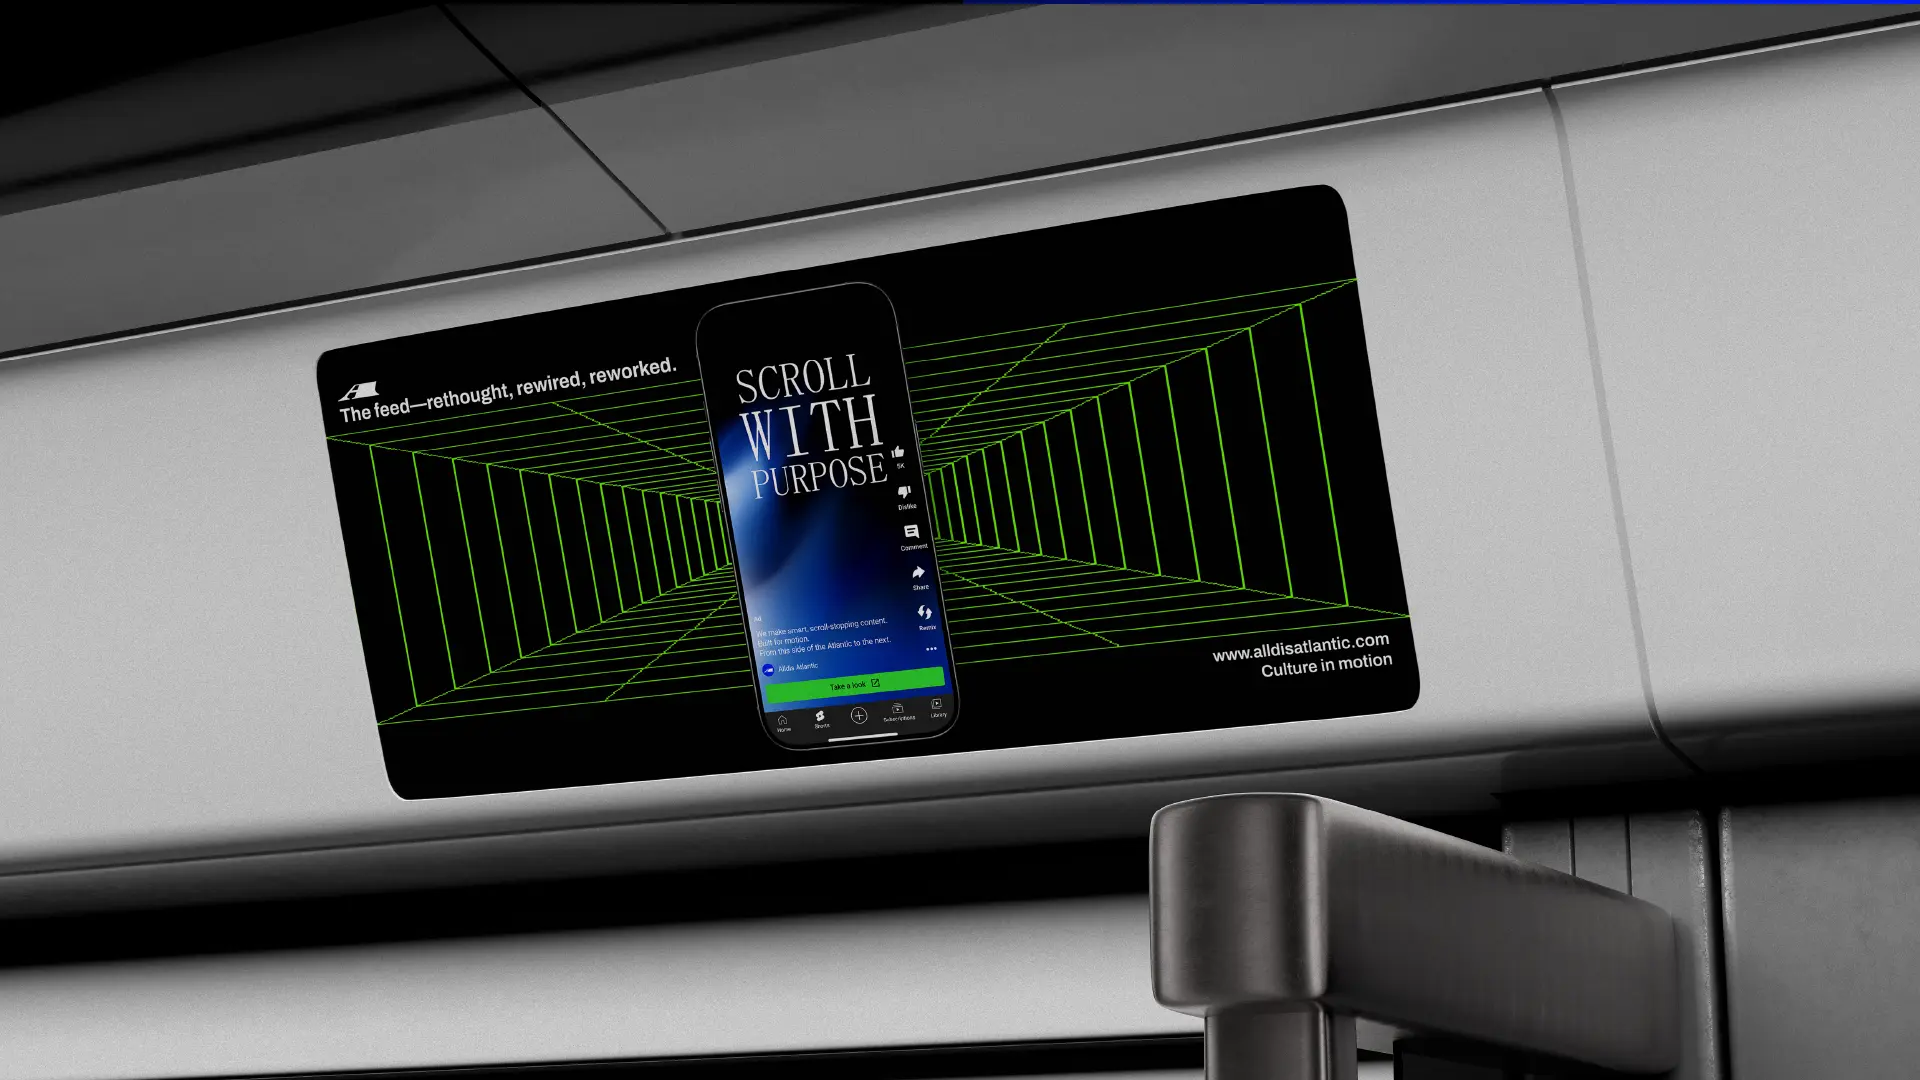 The feed—rethought, rewired, reworked.
SCROLL
WITH
PURPOSE
5K
Dislike
Comment
Share
Remix
Ad
We make smart, scroll-stopping content.
Built for motion.
From this side of the Atlantic to the next.
Alldis Atlantic
Take a look
Home
Shorts
Subscriptions
Library
www.alldisatlantic.com
Culture in motion